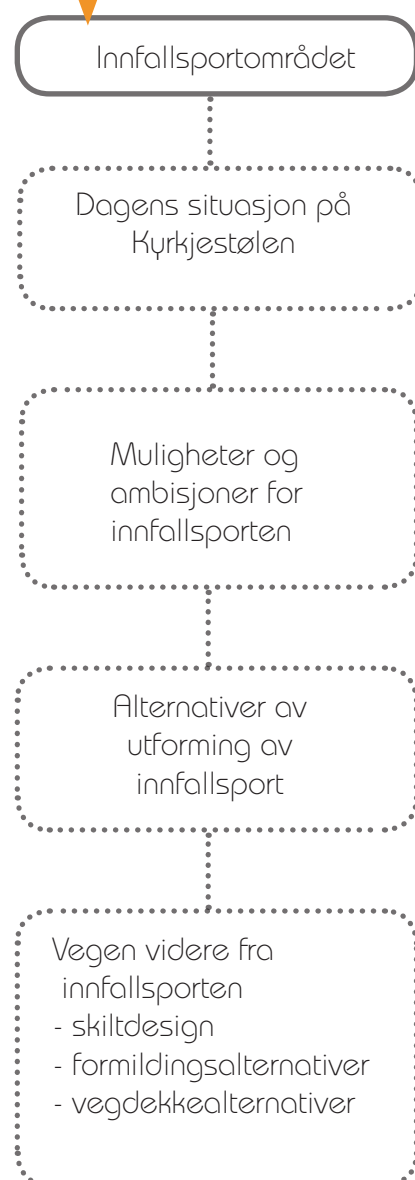 Innfallsportområdet
Dagens situasjon på
Kyrkjestølen
Muligheter og
ambisjoner for
innfallsporten
Alternativer av
utforming av
innfallsport
Vegen videre fra
innfallsporten
- skiltdesign
- formildingsalternativer
- vegdekkealternativer